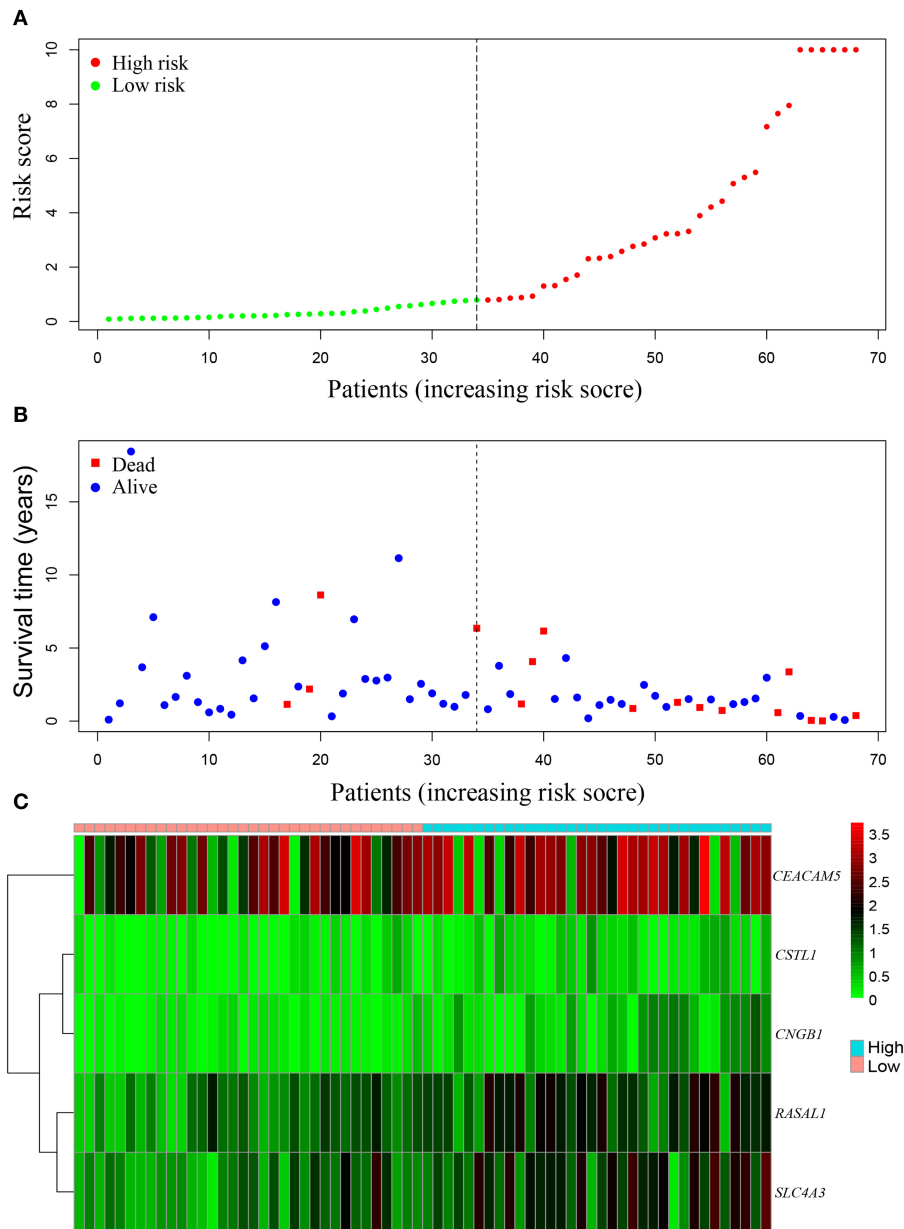 A
High risk
Low risk
Risk score
0
2
4
6
8
10
0 10 20 30 40 50 60 70
Patients (increasing risk socre)
B
Dead
Alive
Survival time (years)
0
5
10
15
0 10 20 30 40 50 60 70
Patients (increasing risk socre)
C
CEACAM5
CSTL1
CNGB1
RASAL1
SLC4A3
3.5
3
2.5
2
1.5
1
0.5
0
High
Low